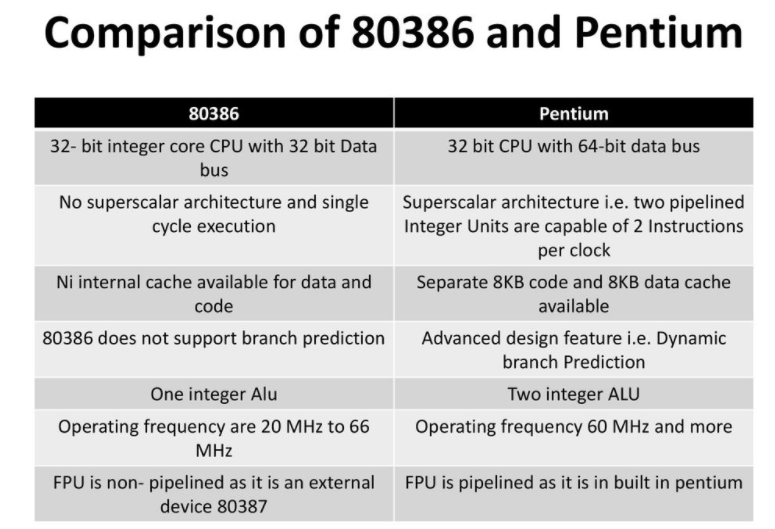 Comparison of 80386 and Pentium
80386
Pentium
32- bit integer core CPU with 32 bit Data
bus
32 bit CPU with 64-bit data bus
No superscalar architecture and single
cycle execution
Superscalar architecture i.e. two pipelined
Integer Units are capable of 2 Instructions
per clock
Ni internal cache available for data and
code
Separate 8KB code and 8KB data cache
available
80386 does not support branch prediction
Advanced design feature i.e. Dynamic
branch Prediction
One integer Alu
Two integer ALU
Operating frequency are 20 MHz to 66
MHz
Operating frequency 60 MHz and more
FPU is non- pipelined as it is an external
device 80387
FPU is pipelined as it is in built in pentium